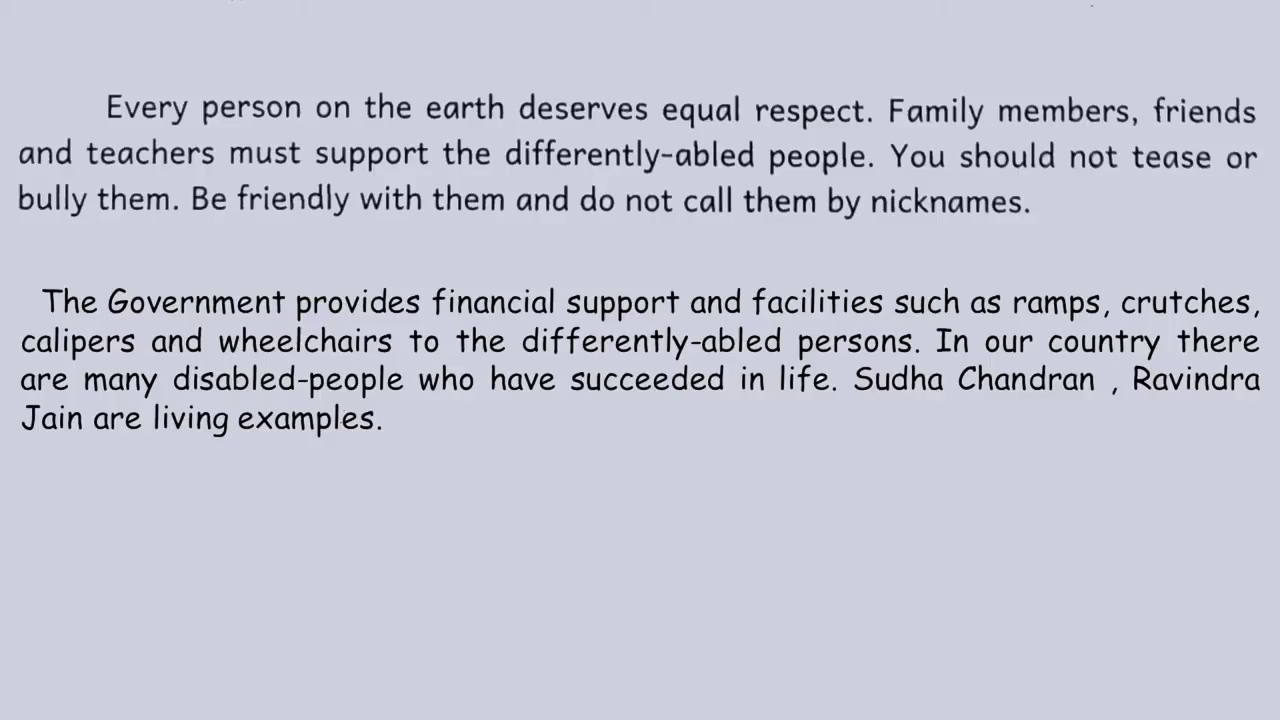 Every person on the earth deserves equal respect. Family members, friends
and teachers must support the differently-abled people. You should not tease or
bully them. Be friendly with them and do not call them by nicknames.
The Government provides financial support and facilities such as ramps, crutches,
calipers and wheelchairs to the differently-abled persons. In our country there
are many disabled-people who have succeeded in life. Sudha Chandran , Ravindra
Jain are living examples.